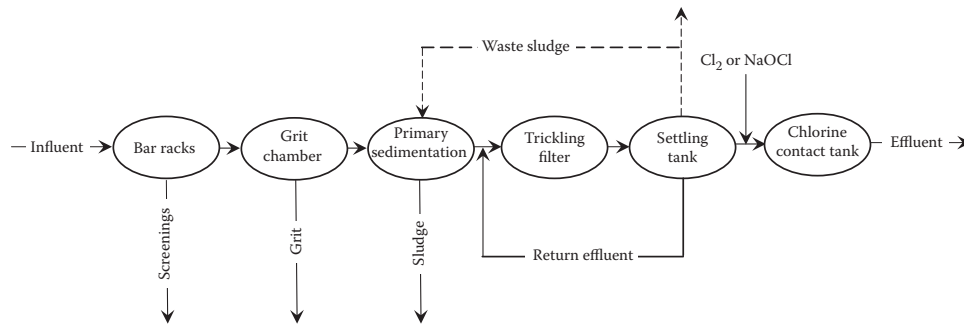 Waste sludge
Cl2 or NaOCl
Influent
Bar racks
Grit
chamber
Primary
sedimentation
Trickling
filter
Settling
tank
Chlorine
contact tank
Effluent
Screenings
Grit
Sludge
Return effluent